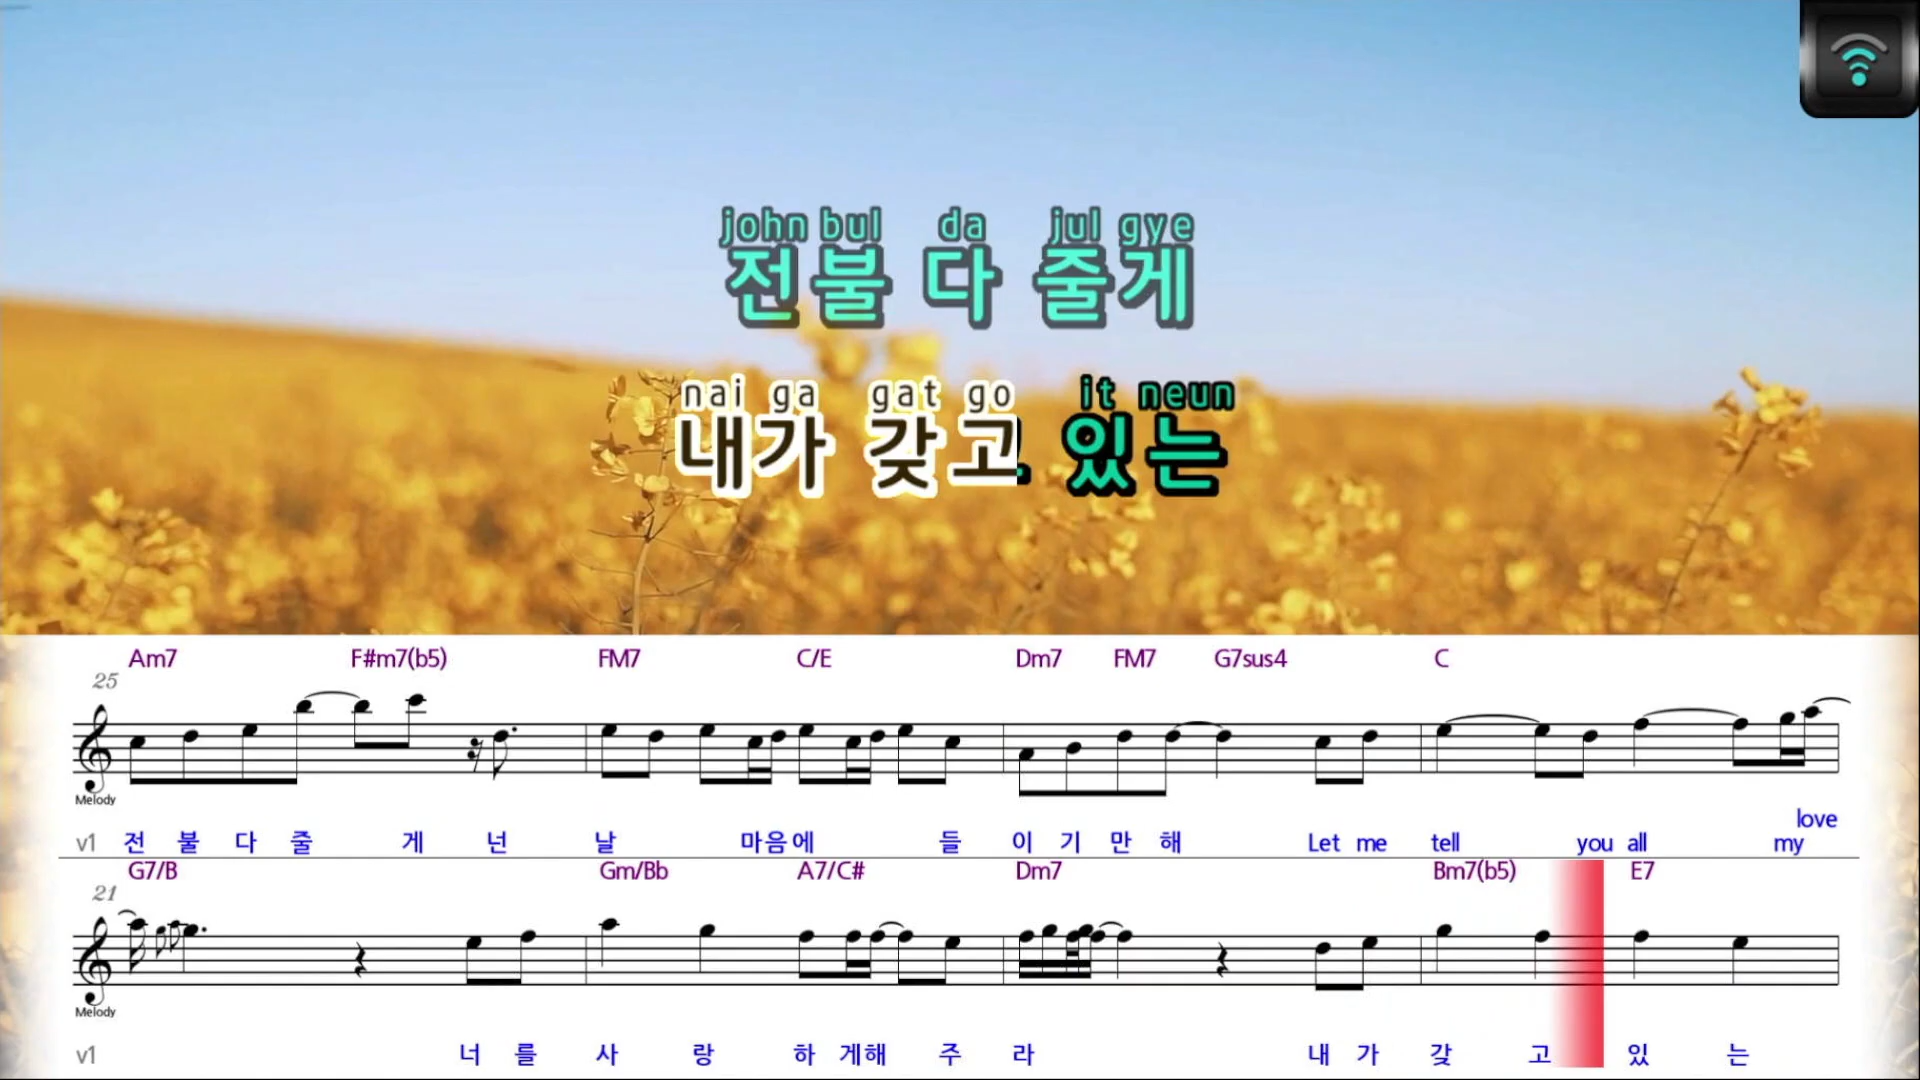 john bul da jul gye
전불 다 줄게
nai ga gat go it neun
내가 갖고 있는
Am7 F#m7(b5) FM7 C/E Dm7 FM7 G7sus4 C
25
Melody
love
v1 전 불 다 줄 게 넌 날 마음에 들 이 기 만 해 Let me tell you all my
G7/B Gm/Bb A7/C# Dm7 Bm7(b5) E7
21
Melody
v1 너 를 사 랑 하 게해 주 라 내 가 갖 고 있 는